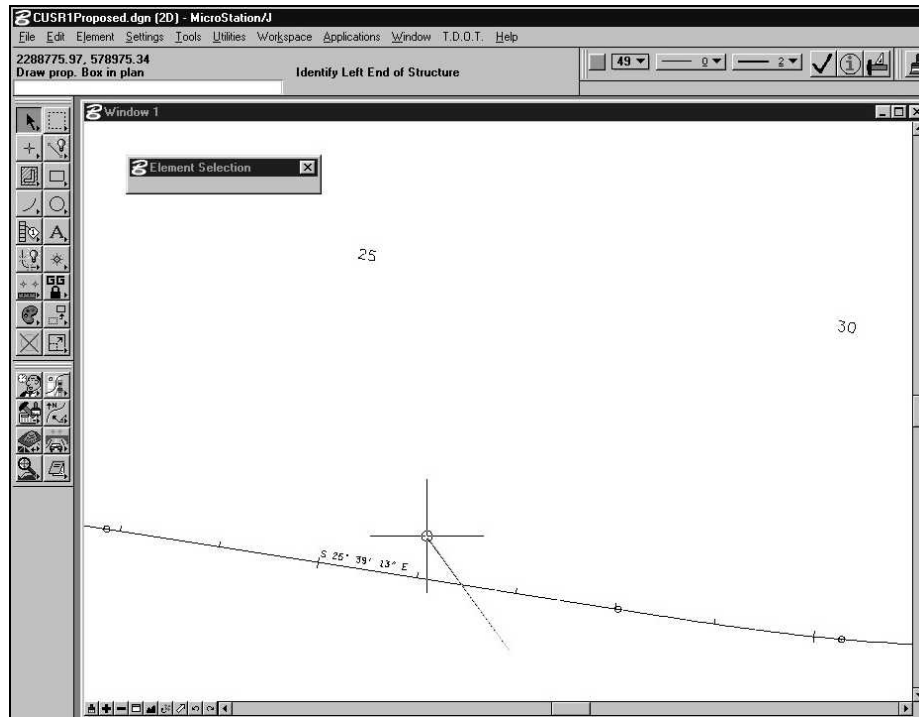 CUSR1Proposed.dgn (2D) - MicroStation/J
File Edit Element Settings Tools Utilities Workspace Applications Window T.D.O.T. Help
2288775.97, 578975.34
Draw prop. Box in plan Identify Left End of Structure
49 0 2
Window 1
Element Selection
25
30
S 25° 39' 13" E
A
GG